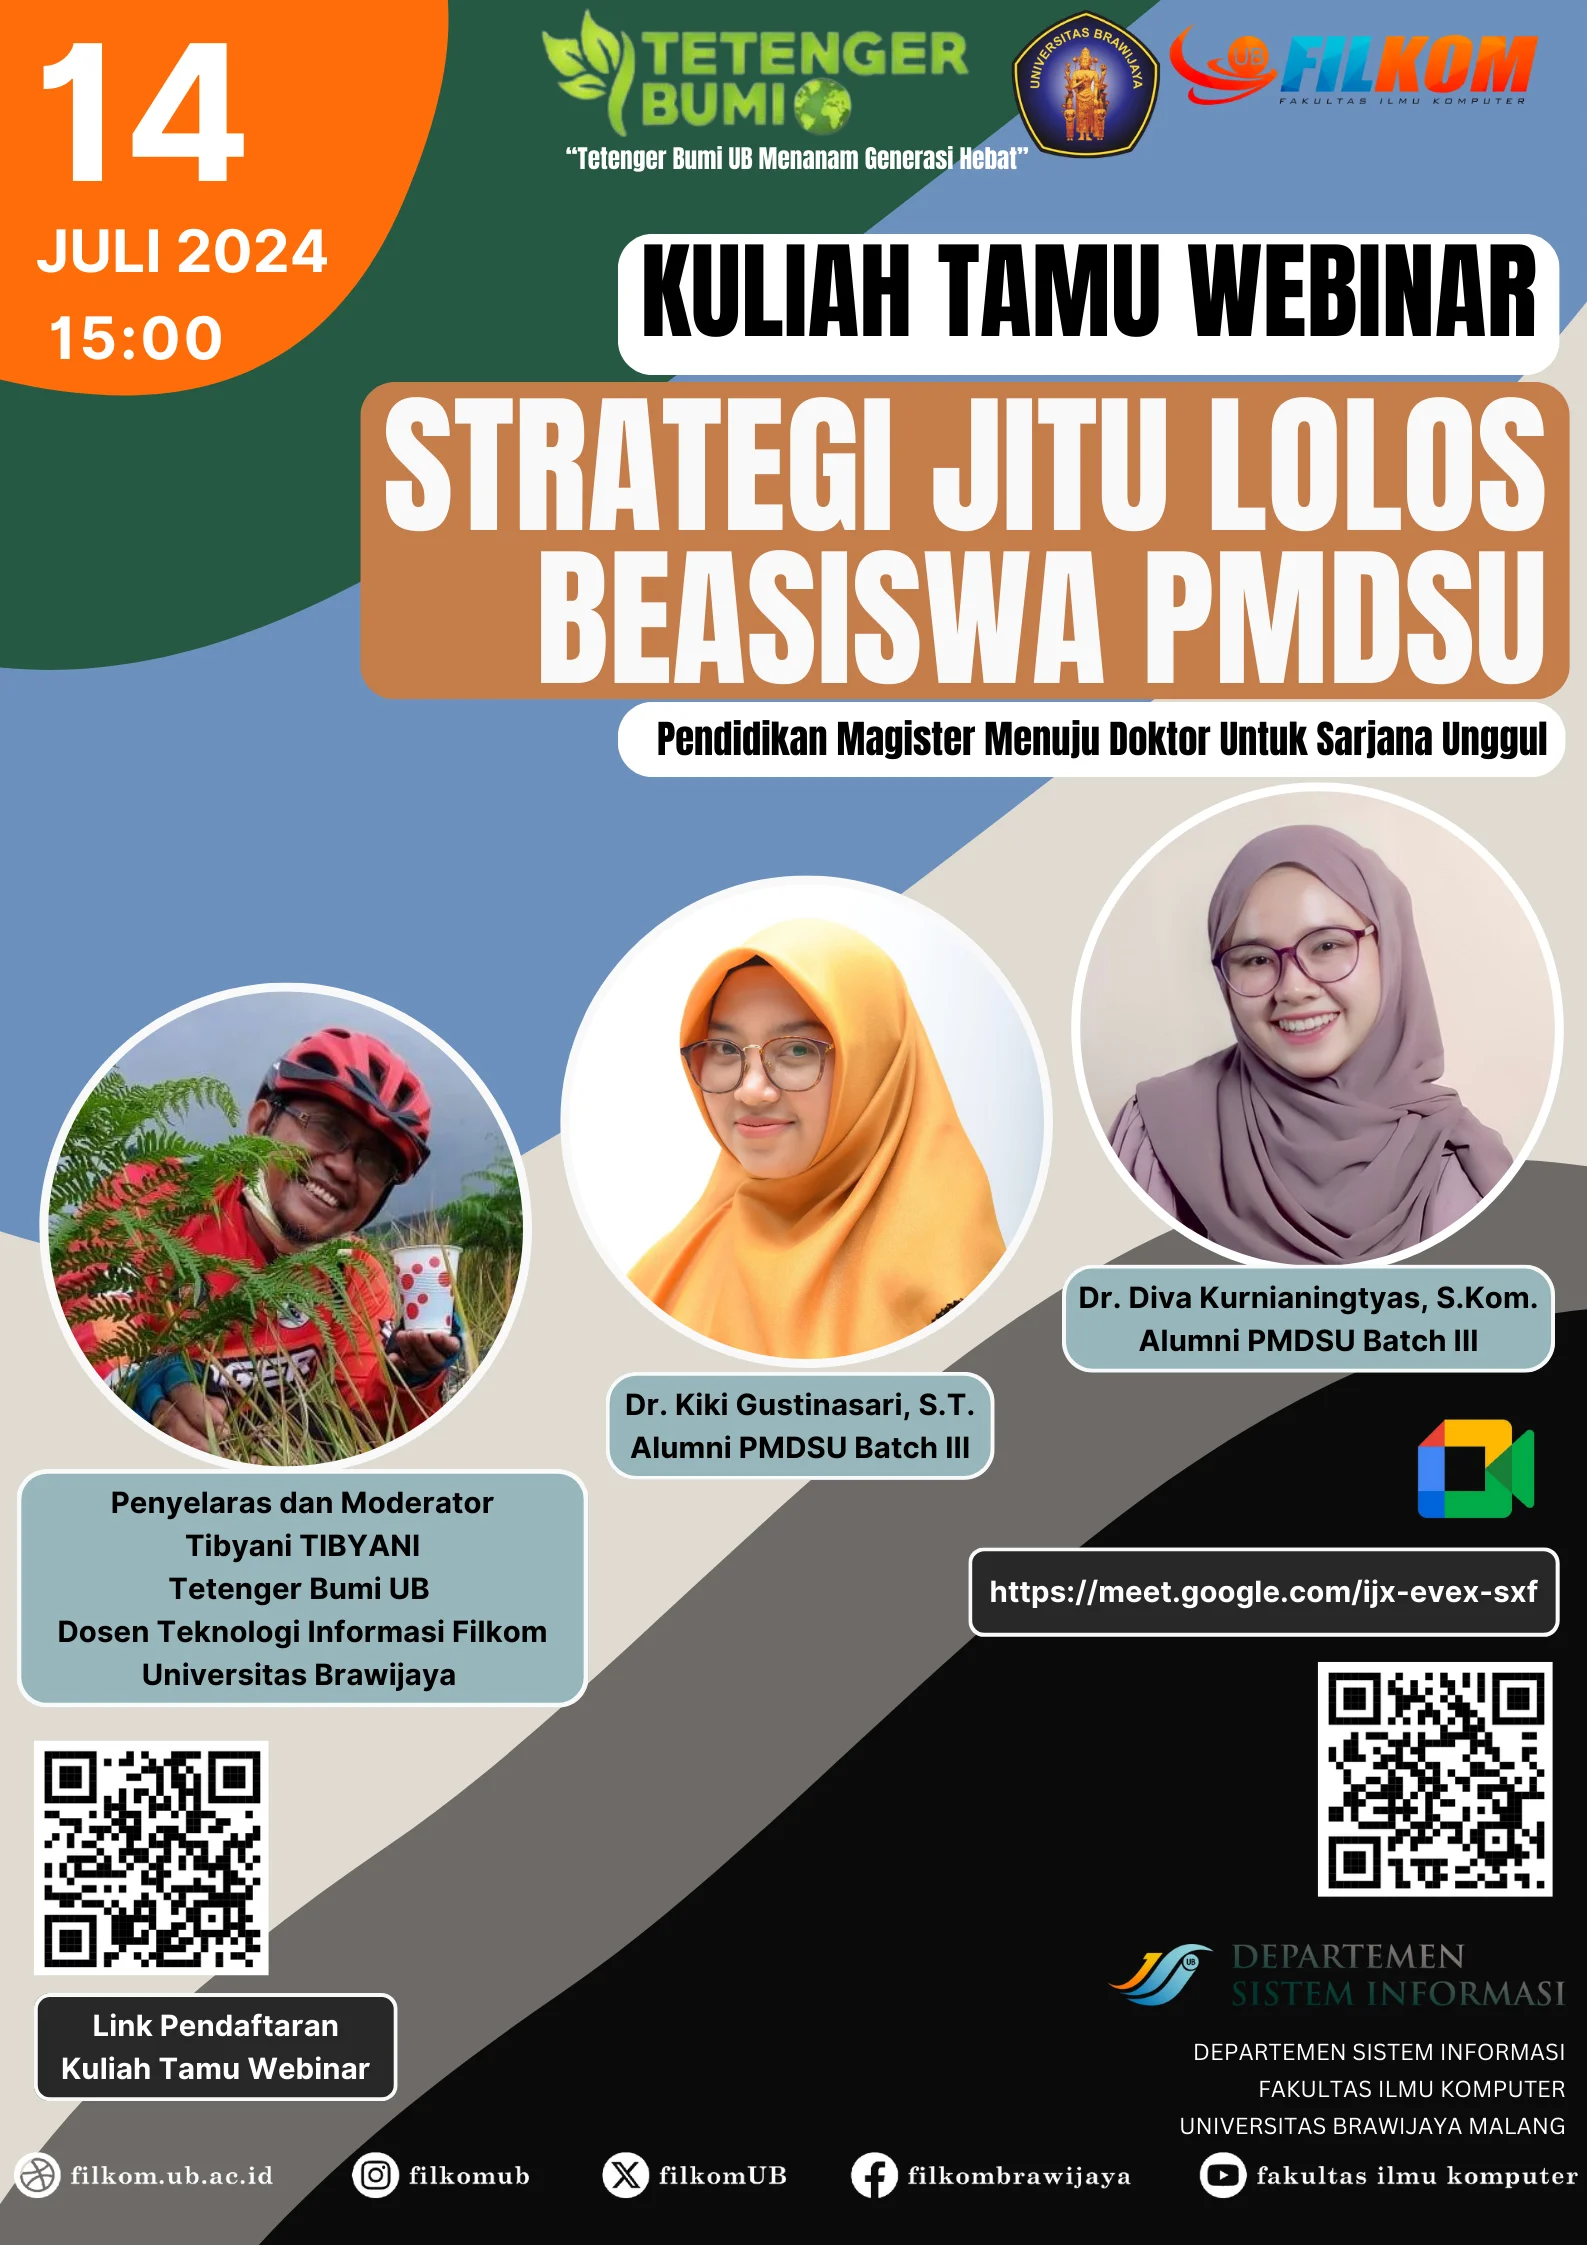 14
JULI 2024
15:00
TETENGER
BUMI
“Tetenger Bumi UB Menanam Generasi Hebat”
UNIVERSITAS BRAWIJAYA
UB
FILKOM
FAKULTAS ILMU KOMPUTER
KULIAH TAMU WEBINAR
STRATEGI JITU LOLOS
BEASISWA PMDSU
Pendidikan Magister Menuju Doktor Untuk Sarjana Unggul
Dr. Diva Kurnianingtyas, S.Kom.
Alumni PMDSU Batch III
Dr. Kiki Gustinasari, S.T.
Alumni PMDSU Batch III
Penyelaras dan Moderator
Tibyani TIBYANI
Tetenger Bumi UB
Dosen Teknologi Informasi Filkom
Universitas Brawijaya
https://meet.google.com/ijx-evex-sxf
Link Pendaftaran
Kuliah Tamu Webinar
UB
DEPARTEMEN
SISTEM INFORMASI
DEPARTEMEN SISTEM INFORMASI
FAKULTAS ILMU KOMPUTER
UNIVERSITAS BRAWIJAYA MALANG
filkom.ub.ac.id
filkomub
filkomUB
filkombrawijaya
fakultas ilmu komputer